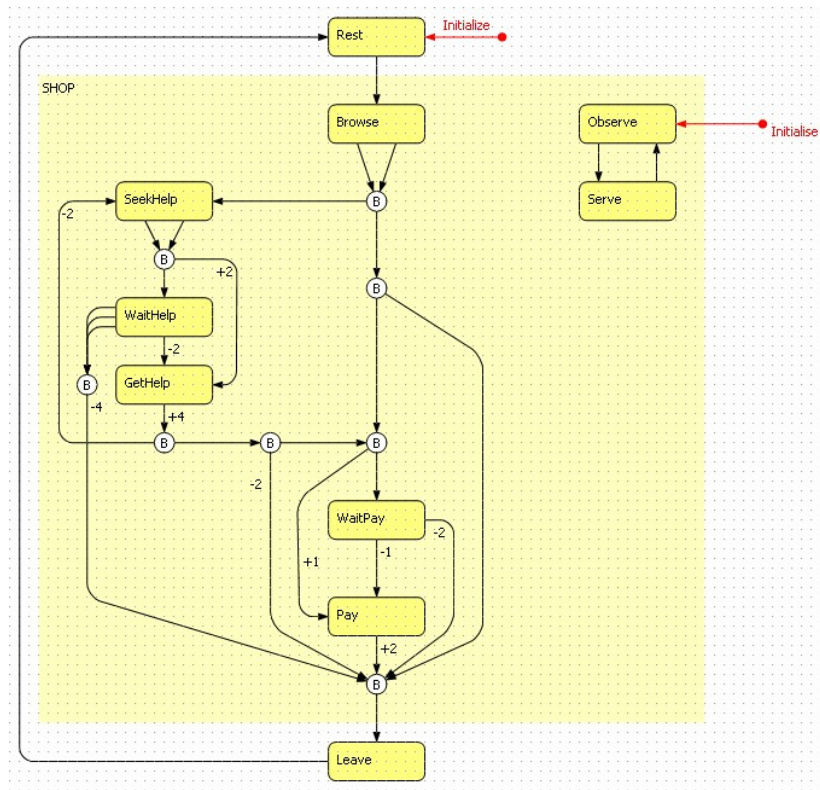 Initialize
Rest
SHOP
Browse
Observe
Initialise
SeekHelp
B
Serve
-2
B
+2
B
WaitHelp
-2
B
GetHelp
-4
+4
B
B
B
-2
WaitPay
-2
-1
+1
Pay
+2
B
Leave